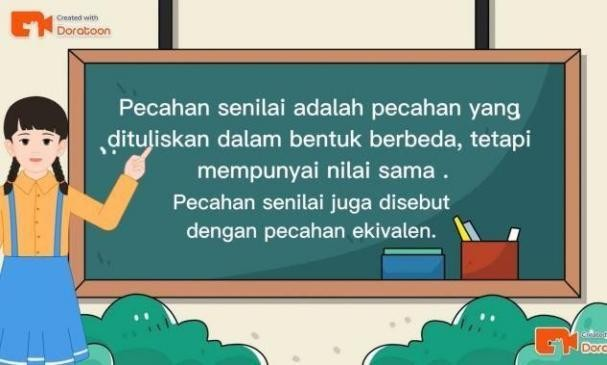 Created with
Doratoon
Pecahan senilai adalah pecahan yang
dituliskan dalam bentuk berbeda, tetapi
mempunyai nilai sama .
Pecahan senilai juga disebut
dengan pecahan ekivalen.
Created